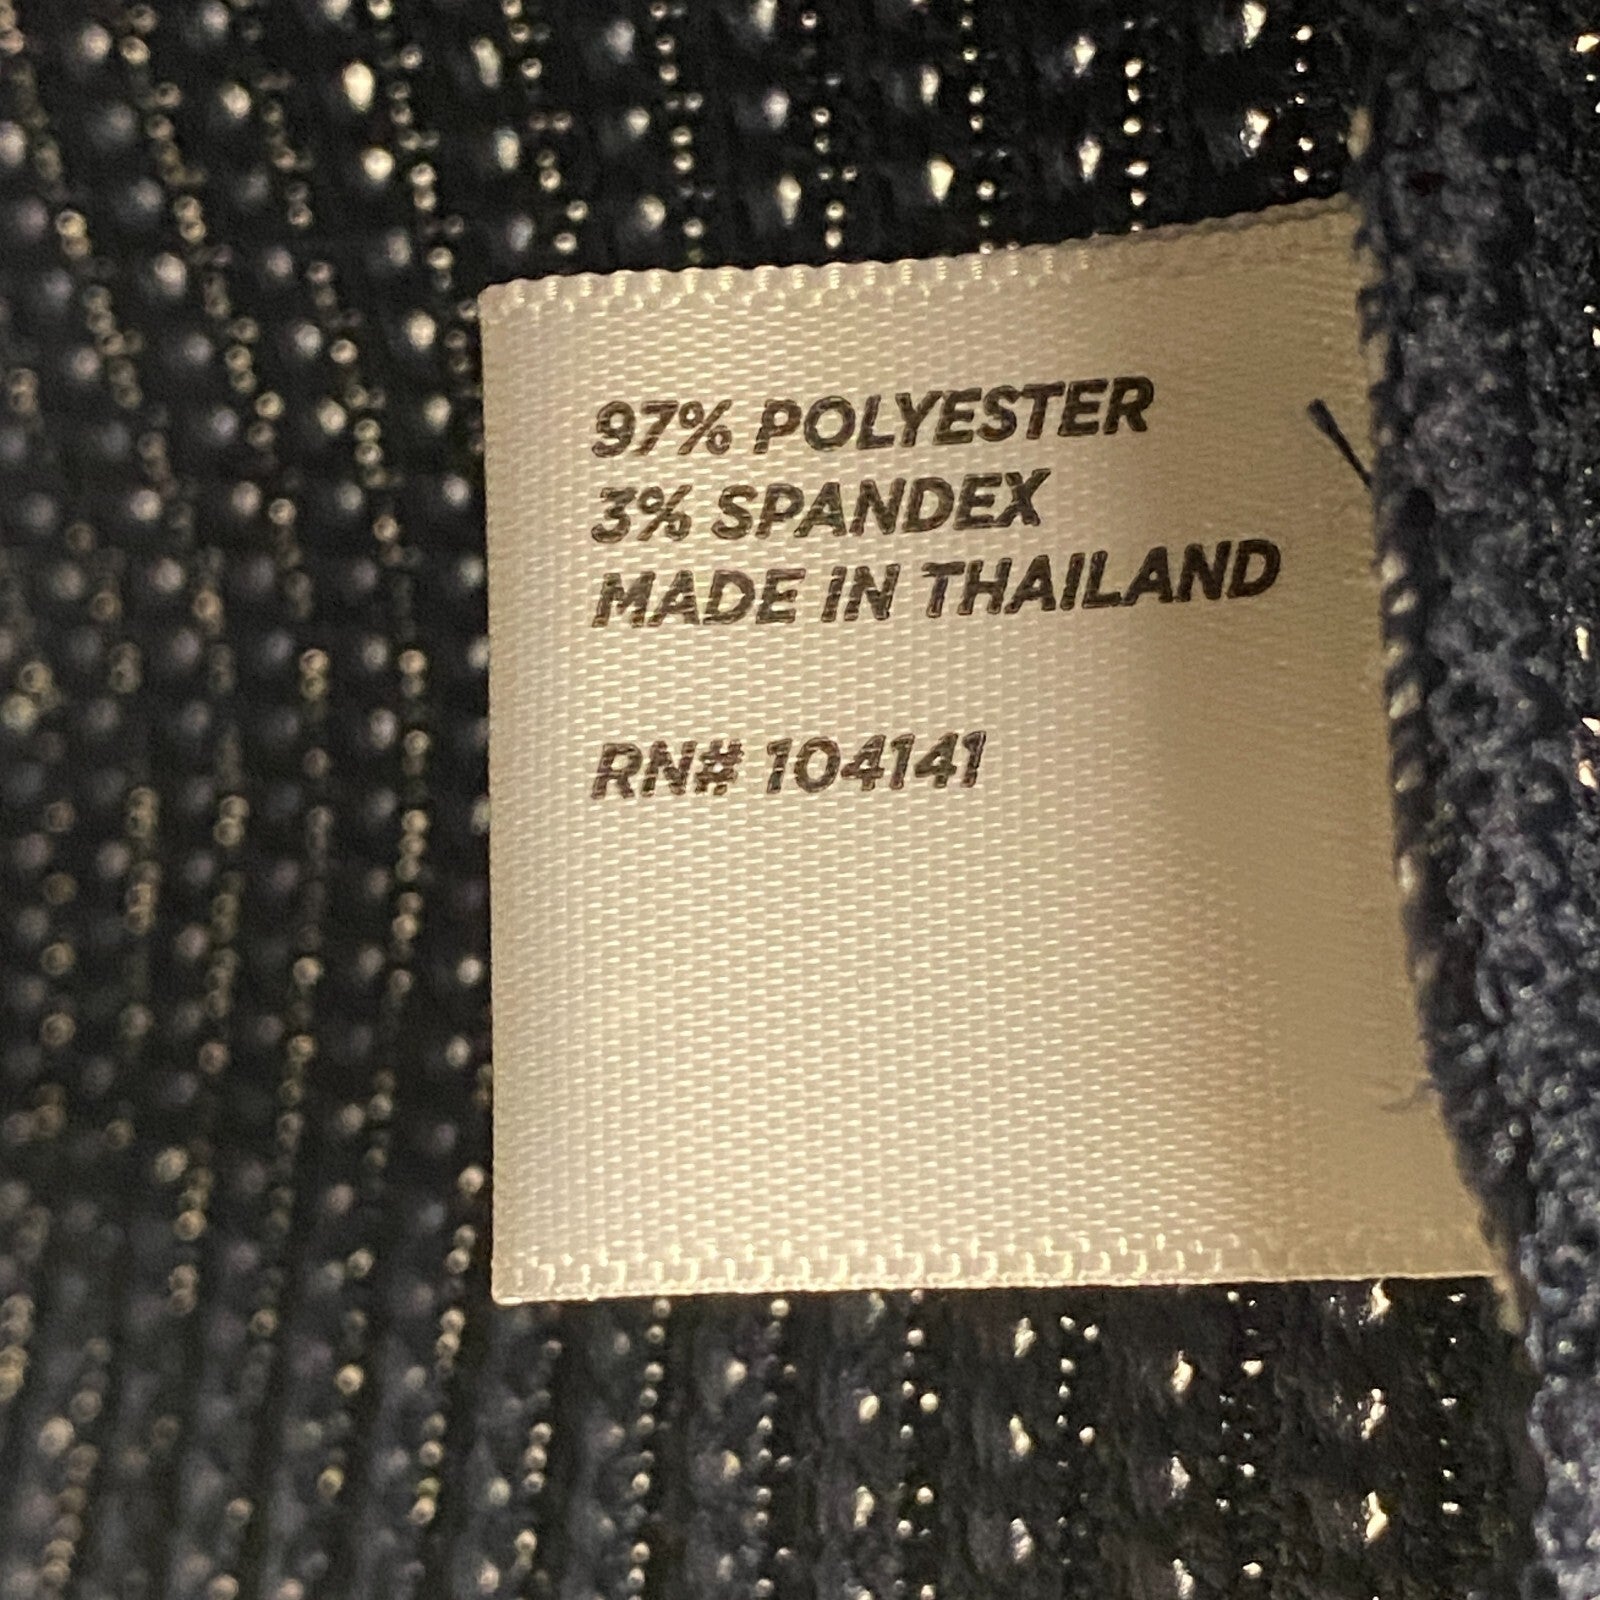 97% POLYESTER
3% SPANDEX
MADE IN THAILAND
RN# 104141